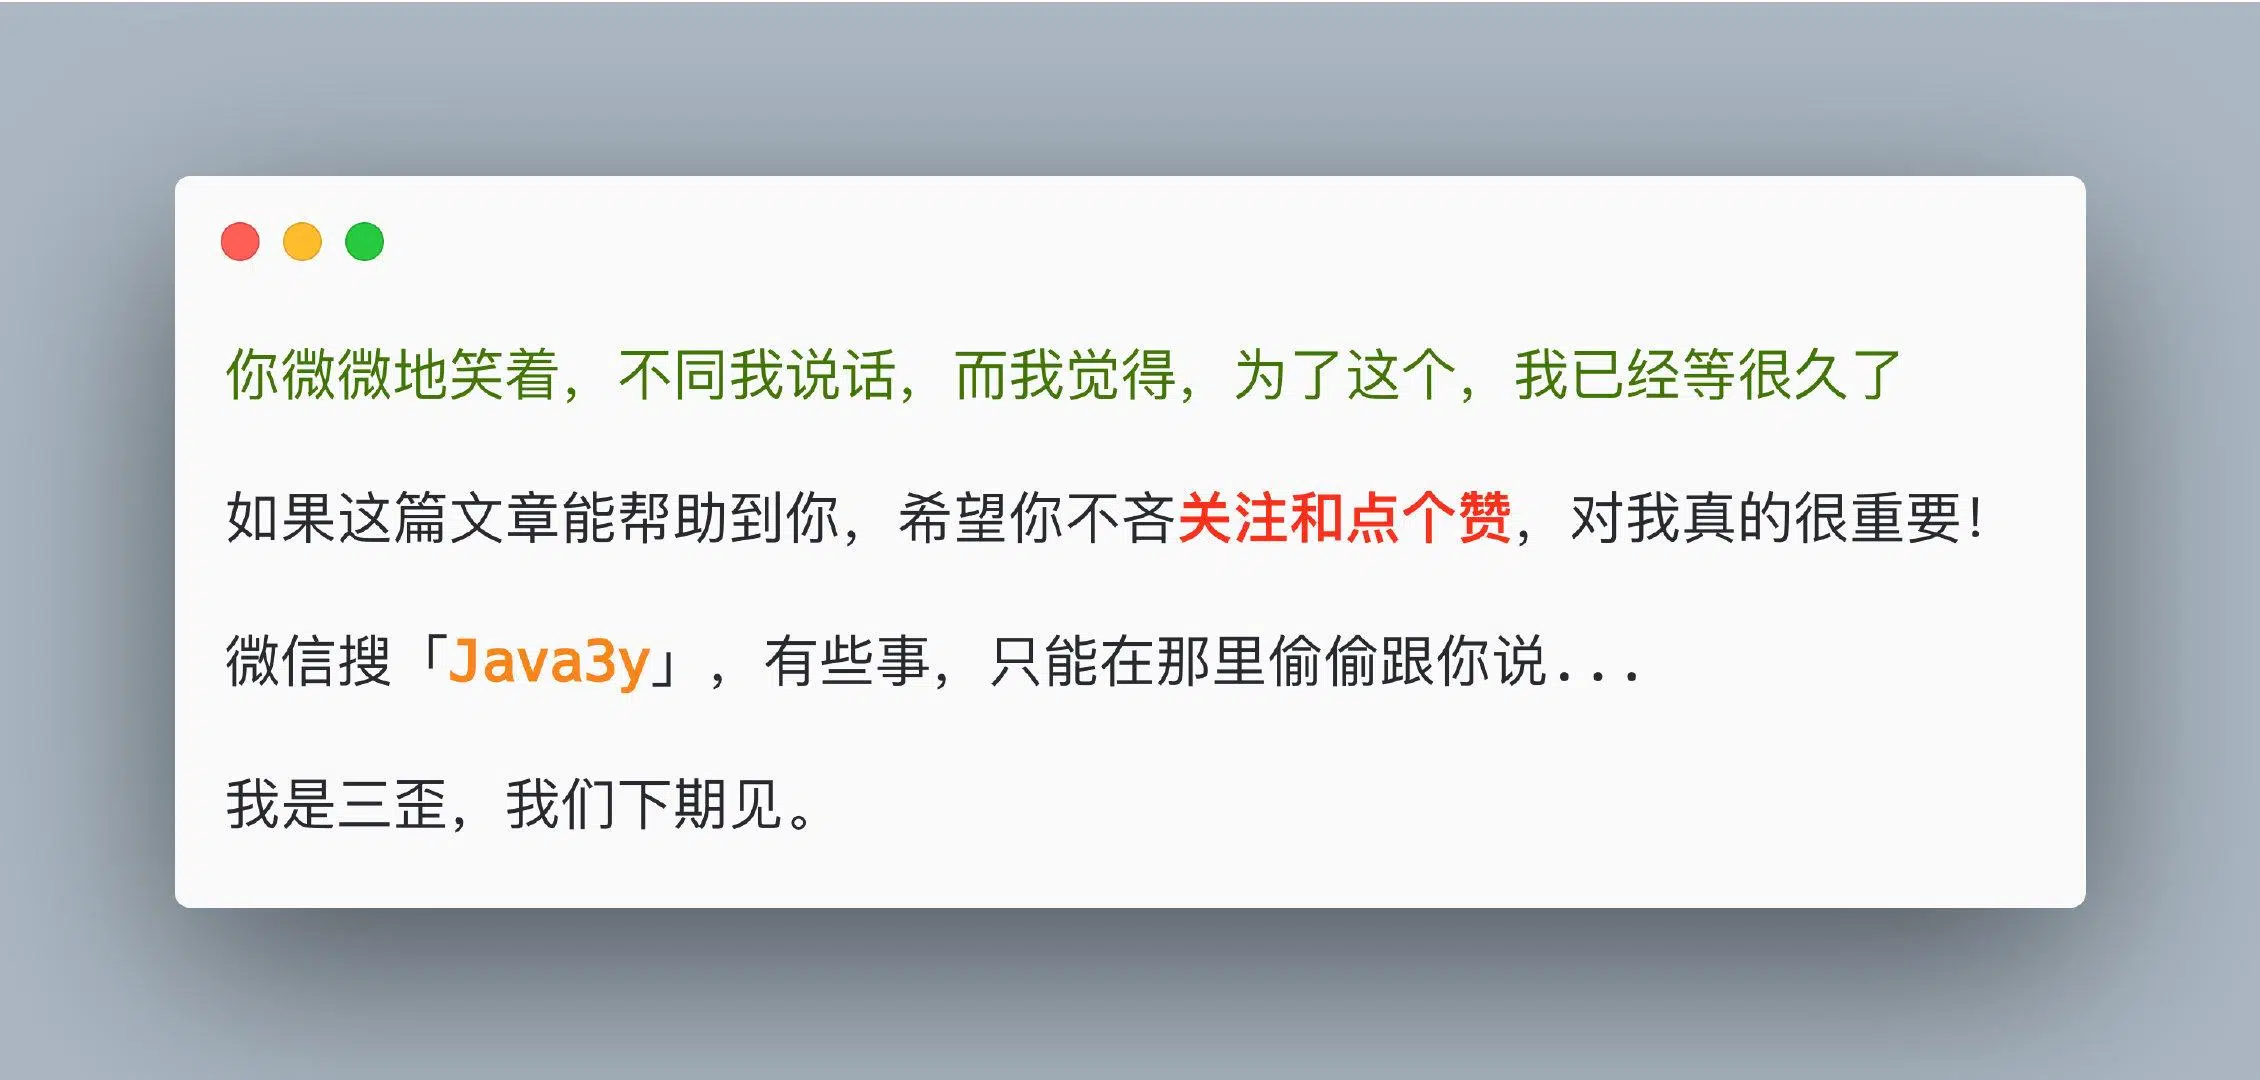 你微微地笑着，不同我说话，而我觉得，为了这个，我已经等很久了
如果这篇文章能帮助到你，希望你不吝关注和点个赞，对我真的很重要！
微信搜「Java3y」，有些事，只能在那里偷偷跟你说...
我是三歪，我们下期见。